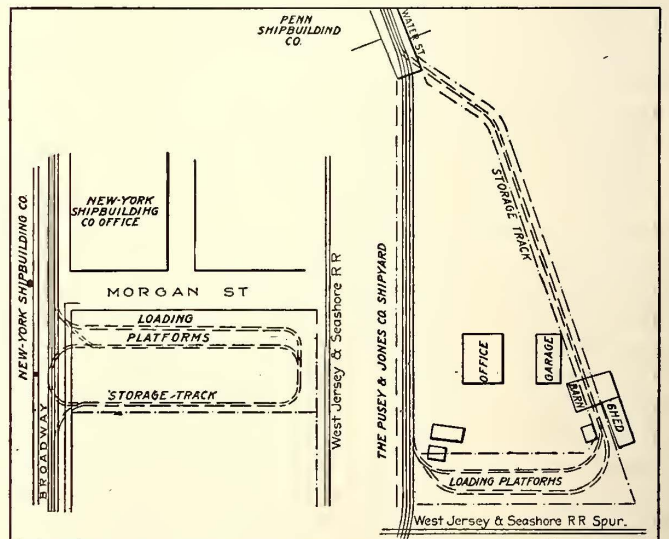 PENN
SHIPBUILDIND
CO.
WATER ST.
NEW-YORK SHIPBUILDING CO.
NEW-YORK
SHIPBUILDIHG
CO OFFICE
MORGAN ST
LOADING
PLATFORMS
STORAGE-TRACK
BROADWAY
West Jersey & Seashore RR
THE PUSEY & JONES CO. SHIPYARD
STORAGE TRACK
OFFICE
GARAGE
BARN
SHED
LOADING PLATFORMS
West Jersey & Seashore RR Spur.